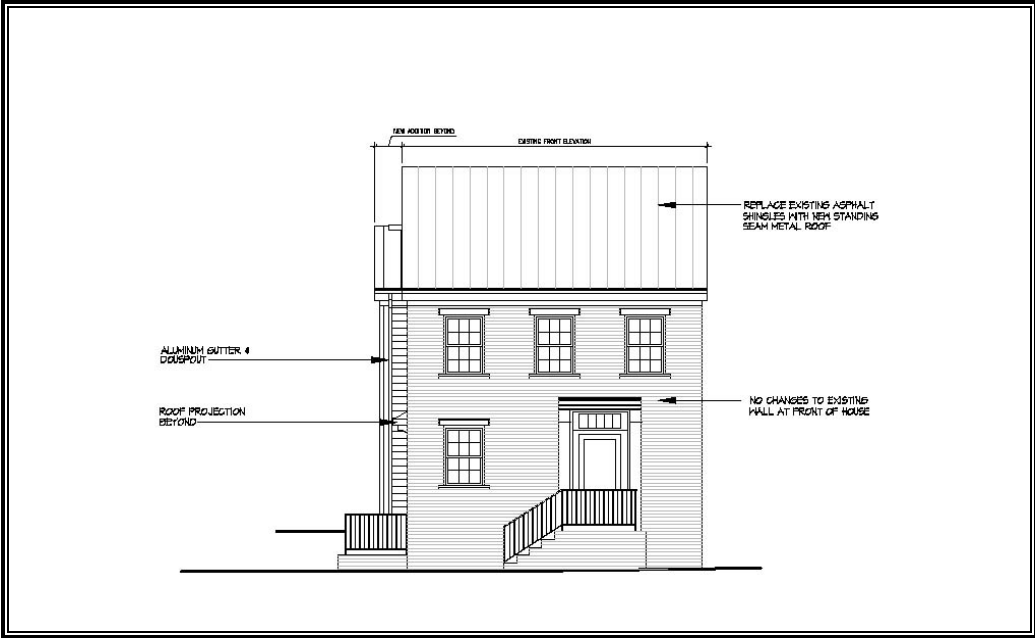 NEW ADDITION BEYOND
EXISTING FRONT ELEVATION
REPLACE EXISTING ASPHALT
SHINGLES WITH NEW STANDING
SEAM METAL ROOF
ALUMINUM GUTTER &
DOUSPOUT
ROOF PROJECTION
BEYOND
NO CHANGES TO EXISTING
WALL AT FRONT OF HOUSE